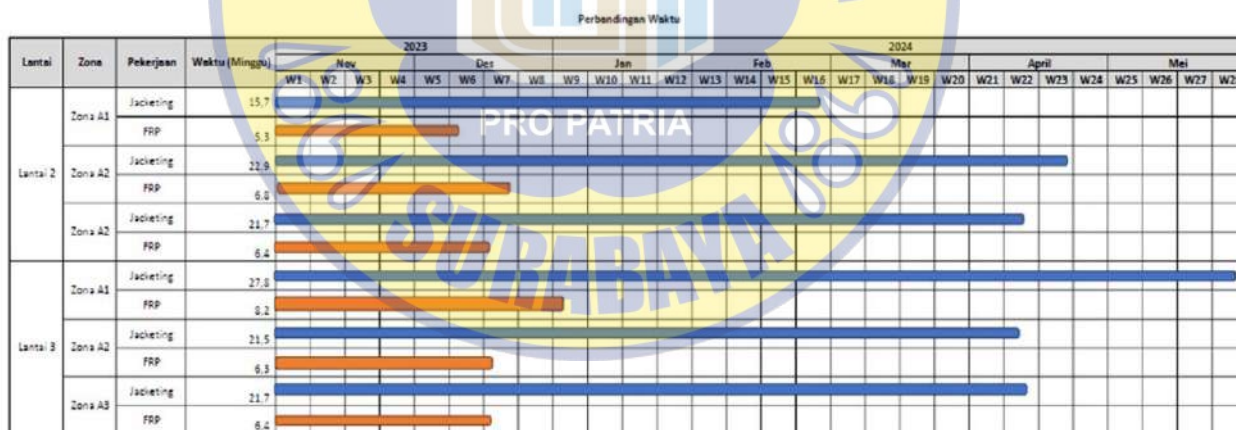 Perbandingan Waktu
Lantai Zona Pekerjaan Waktu (Minggu) 2023 2024
Nov Des Jan Feb Mar April Mei
W1 W2 W3 W4 W5 W6 W7 W8 W9 W10 W11 W12 W13 W14 W15 W16 W17 W18 W19 W20 W21 W22 W23 W24 W25 W26 W27
Lantai 2 Zona A1 Jacketing 15,7
FRP 5,3
PRO PATRIA
Zona A2 Jacketing 22,9
FRP 6,8
Zona A2 Jacketing 21,7
FRP 6,4
SURABAYA
Lantai 3 Zona A1 Jacketing 27,8
FRP 8,2
Zona A2 Jacketing 21,5
FRP 6,3
Zona A3 Jacketing 21,7
FRP 6,4